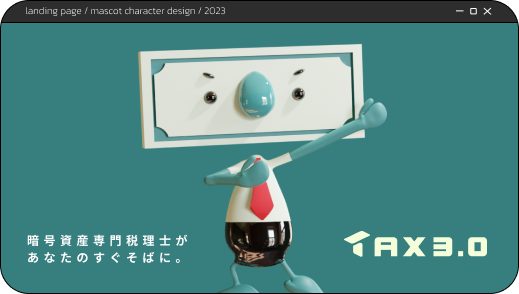 landing page / mascot character design / 2023
暗号資産専門税理士が
あなたのすぐそばに。
TAX3.0